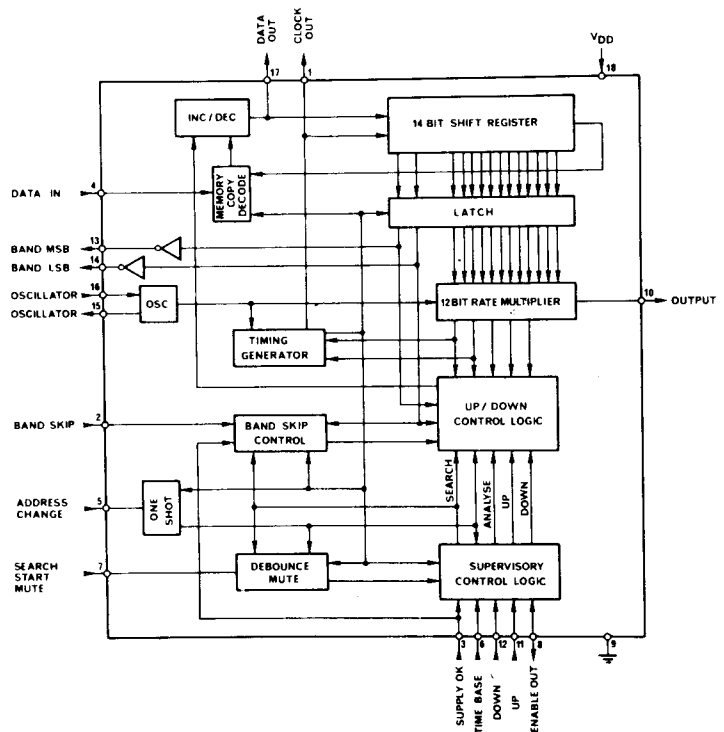 DATA OUT
CLOCK OUT
VDD
17
1
18
INC / DEC
14 BIT SHIFT REGISTER
DATA IN
4
MEMORY
COPY
DECODE
LATCH
BAND MSB
13
BAND LSB
14
OSCILLATOR
16
OSCILLATOR
15
OSC
12 BIT RATE MULTIPLIER
10
OUTPUT
TIMING
GENERATOR
UP / DOWN
CONTROL LOGIC
BAND SKIP
2
BAND SKIP
CONTROL
SEARCH
ANALYSE
UP
DOWN
ADDRESS
CHANGE
5
ONE
SHOT
SEARCH
START
MUTE
7
DEBOUNCE
MUTE
SUPERVISORY
CONTROL LOGIC
3
6
12
11
8
9
SUPPLY OK
TIME BASE
DOWN
UP
ENABLE OUT